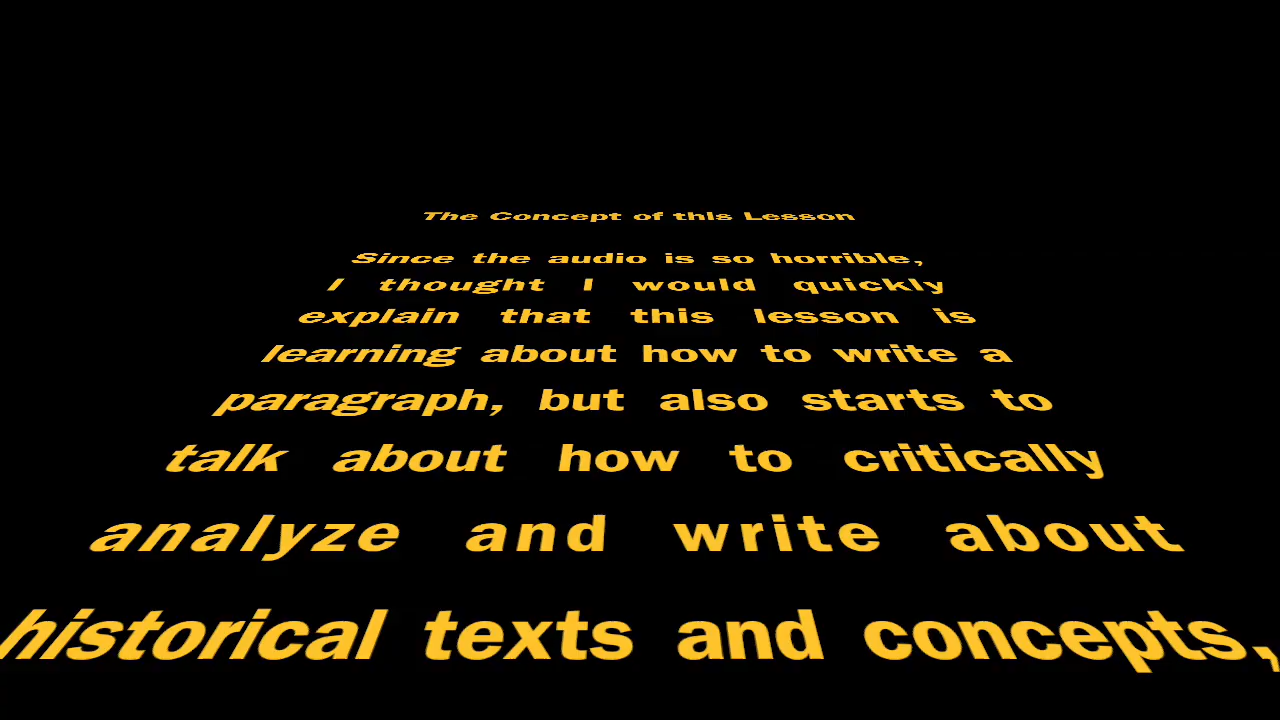 The Concept of this Lesson
Since the audio is so horrible,
I thought I would quickly
explain that this lesson is
learning about how to write a
paragraph, but also starts to
talk about how to critically
analyze and write about
historical texts and concepts,